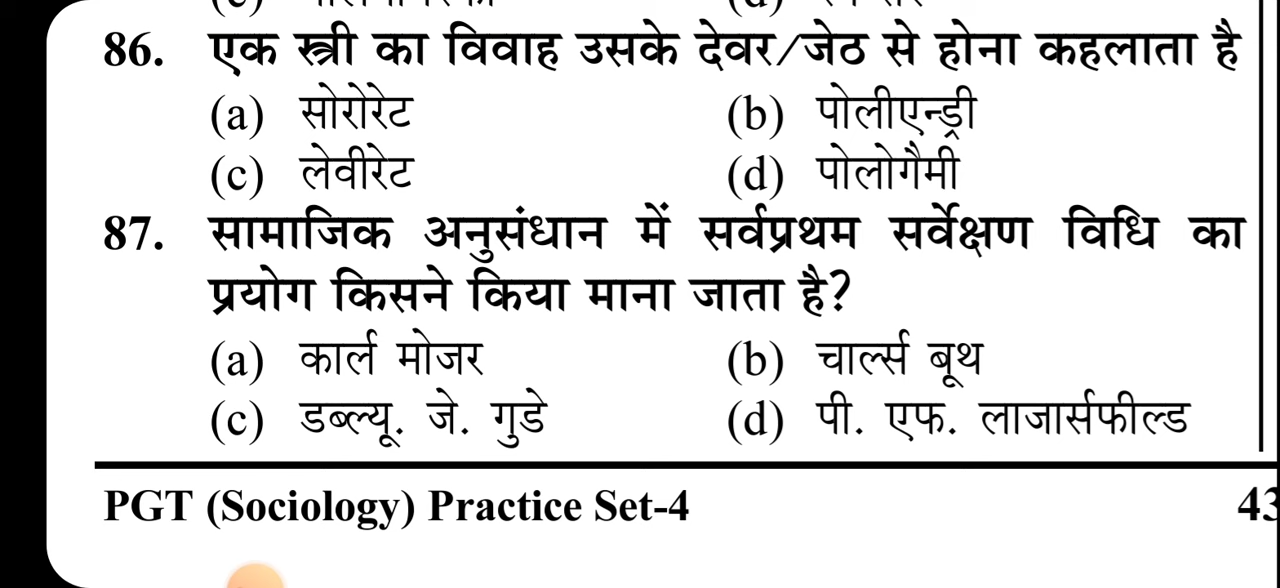 86. एक स्त्री का विवाह उसके देवर/जेठ से होना कहलाता है
(a) सोरोरेट (b) पोलीएन्ड्री
(c) लेवीरेट (d) पोलोगैमी
87. सामाजिक अनुसंधान में सर्वप्रथम सर्वेक्षण विधि का
प्रयोग किसने किया माना जाता है?
(a) कार्ल मोजर (b) चार्ल्स बूथ
(c) डब्ल्यू. जे. गुडे (d) पी. एफ. लाजार्सफील्ड
PGT (Sociology) Practice Set-4 43